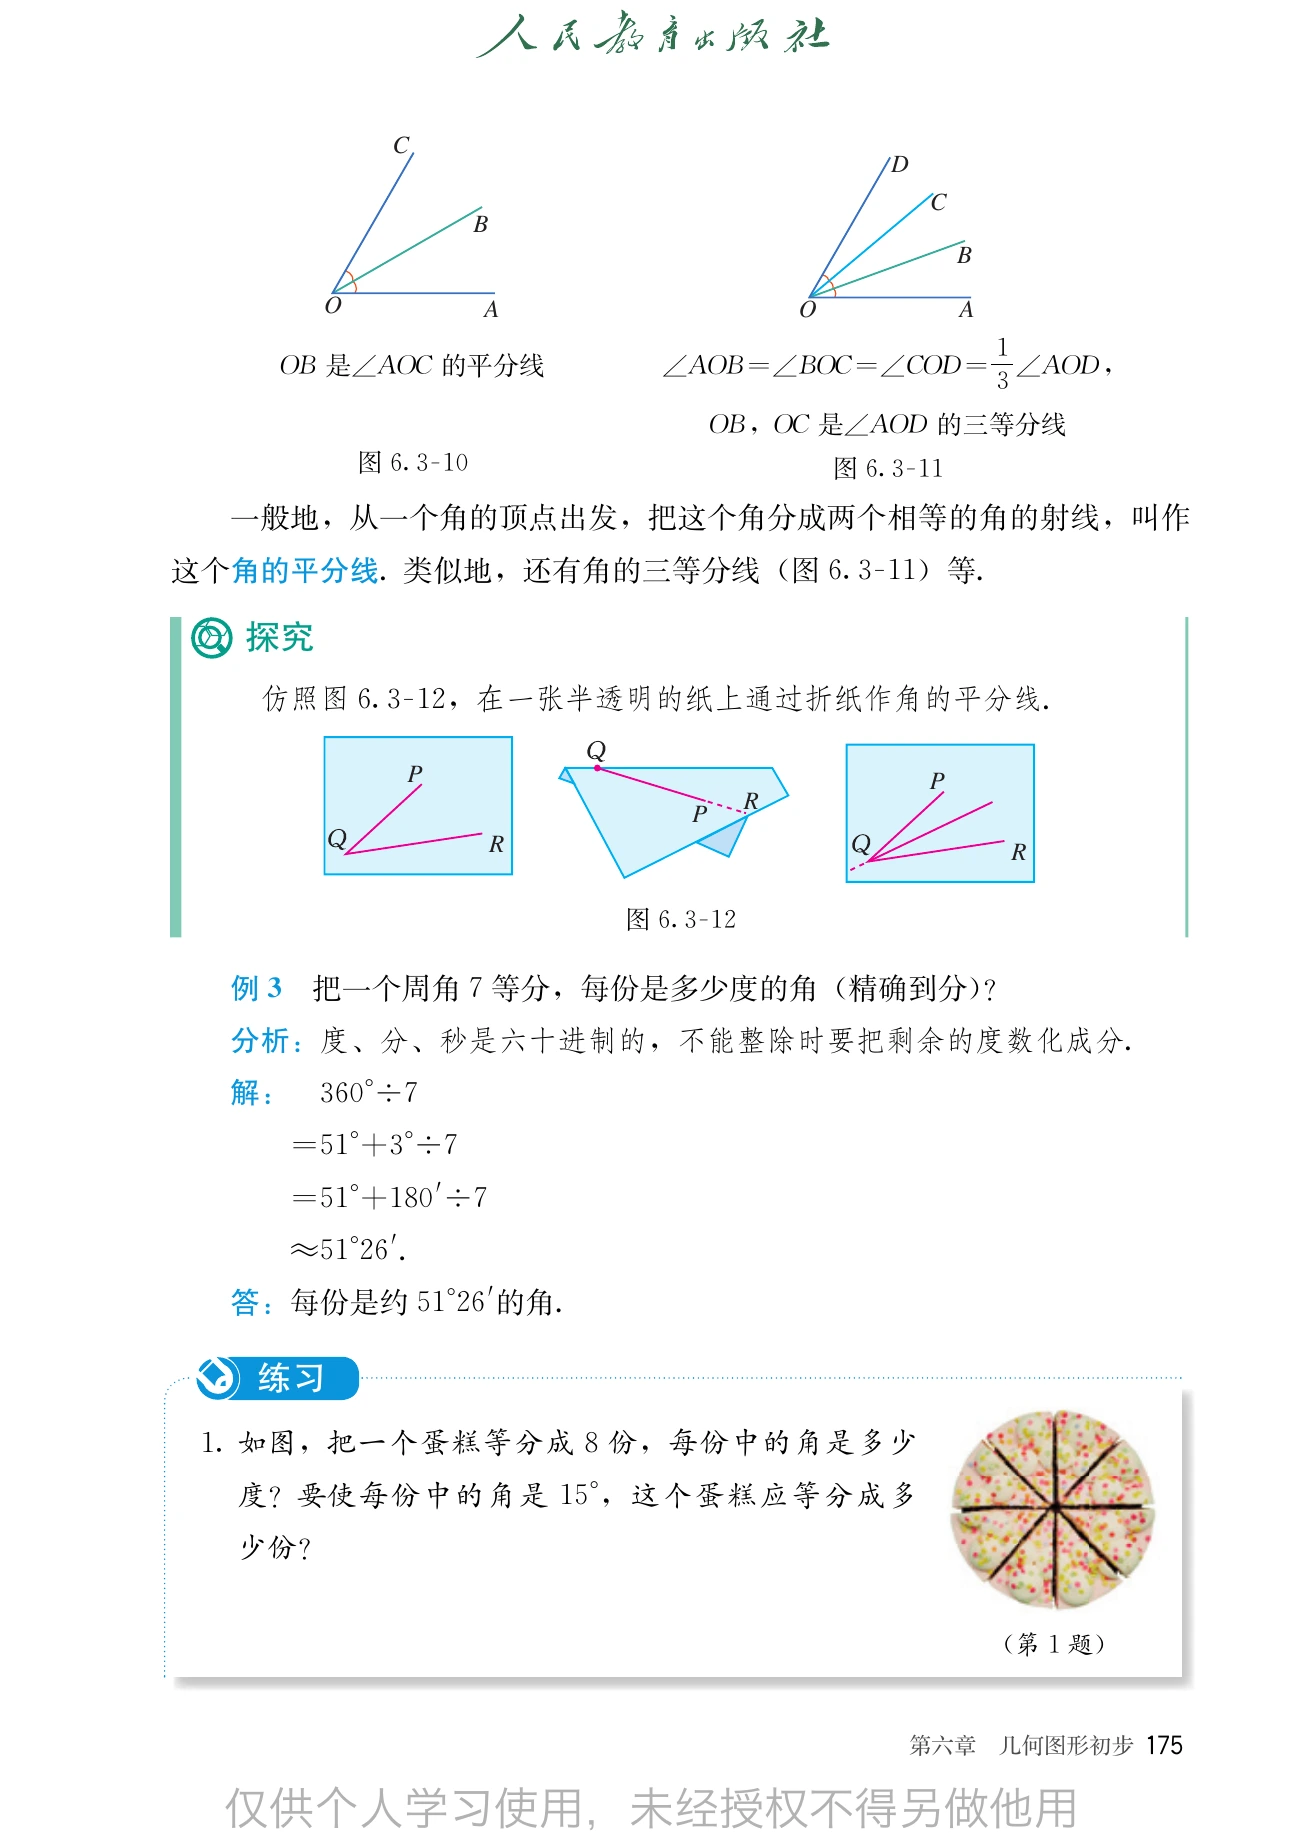 人民教育出版社
C
B
O
A
D
C
B
O
A
OB 是∠AOC 的平分线
∠AOB=∠BOC=∠COD=1/3∠AOD,
OB，OC 是∠AOD 的三等分线
图 6.3-10
图 6.3-11
一般地，从一个角的顶点出发，把这个角分成两个相等的角的射线，叫作
这个角的平分线. 类似地，还有角的三等分线（图 6.3-11）等.
探究
仿照图 6.3-12，在一张半透明的纸上通过折纸作角的平分线.
P
Q
R
Q
P
R
P
Q
R
图 6.3-12
例 3 把一个周角 7 等分，每份是多少度的角（精确到分）？
分析：度、分、秒是六十进制的，不能整除时要把剩余的度数化成分.
解： 360°÷7
=51°+3°÷7
=51°+180′÷7
≈51°26′.
答：每份是约 51°26′的角.
练习
1. 如图，把一个蛋糕等分成 8 份，每份中的角是多少
度？要使每份中的角是 15°，这个蛋糕应等分成多
少份？
（第 1 题）
第六章 几何图形初步 175
仅供个人学习使用，未经授权不得另做他用